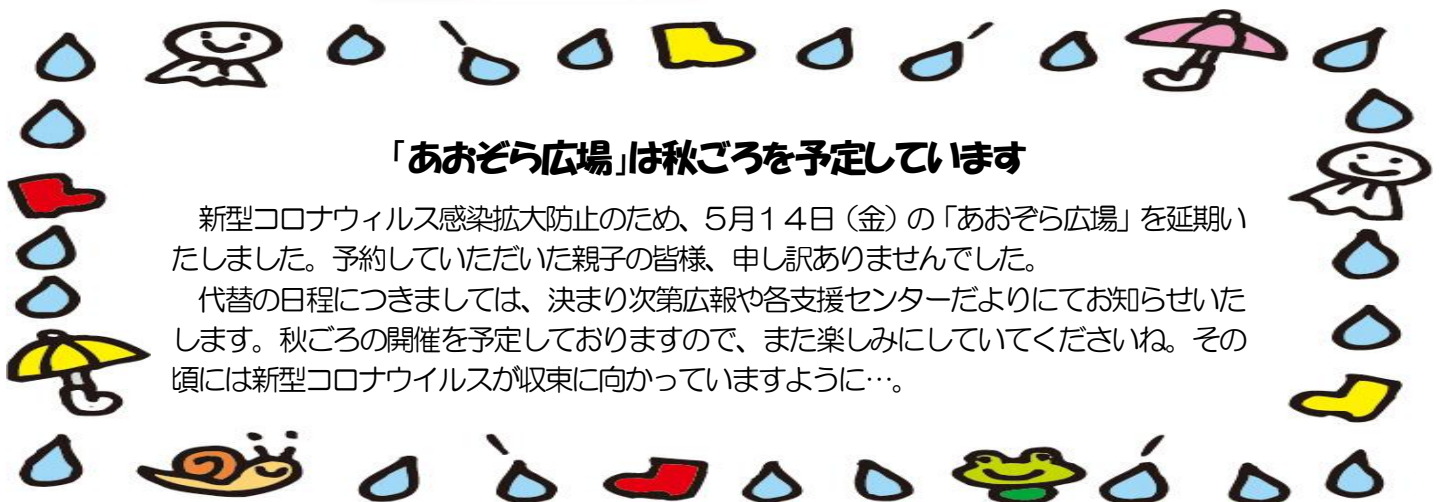 「あおぞら広場」は秋ごろを予定しています
　新型コロナウィルス感染拡大防止のため、５月１４日（金）の「あおぞら広場」を延期い
たしました。予約していただいた親子の皆様、申し訳ありませんでした。
　代替の日程につきましては、決まり次第広報や各支援センターだよりにてお知らせいた
します。秋ごろの開催を予定しておりますので、また楽しみにしていてくださいね。その
頃には新型コロナウイルスが収束に向かっていますように…。